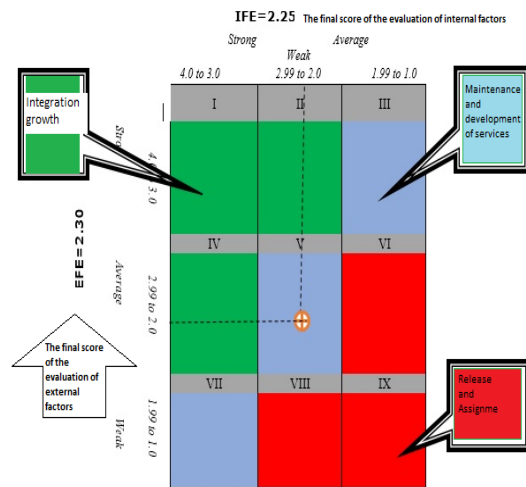 IFE=2.25 The final score of the evaluation of internal factors
Strong Average
Weak
4.0 to 3.0 2.99 to 2.0 1.99 to 1.0
Integration
growth
I II III
Maintenance
and
development
of services
4.0 to 3.0
EFE=2.30
IV V VI
Average
2.99 to 2.0
The final score
of the
evaluation of
external
factors
VII VIII IX
Weak
1.99 to 1.0
Release
and
Assignme